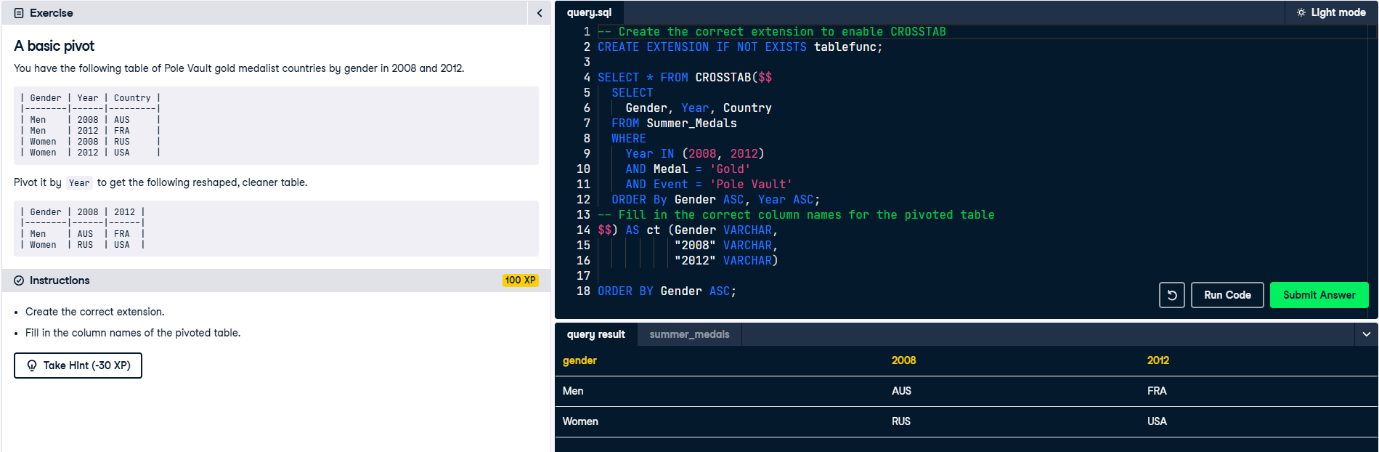 Exercise
A basic pivot
You have the following table of Pole Vault gold medalist countries by gender in 2008 and 2012.
| Gender | Year | Country |
|--------|------|---------|
| Men    | 2008 | AUS     |
| Men    | 2012 | FRA     |
| Women  | 2008 | RUS     |
| Women  | 2012 | USA     |
Pivot it by Year to get the following reshaped, cleaner table.
| Gender | 2008 | 2012 |
|--------|------|------|
| Men    | AUS  | FRA  |
| Women  | RUS  | USA  |
Instructions
100 XP
Create the correct extension.
Fill in the column names of the pivoted table.
Take Hint (-30 XP)
query.sql
Light mode
1 -- Create the correct extension to enable CROSSTAB
2 CREATE EXTENSION IF NOT EXISTS tablefunc;
3
4 SELECT * FROM CROSSTAB($$
5   SELECT
6     Gender, Year, Country
7   FROM Summer_Medals
8   WHERE
9     Year IN (2008, 2012)
10     AND Medal = 'Gold'
11     AND Event = 'Pole Vault'
12   ORDER By Gender ASC, Year ASC;
13 -- Fill in the correct column names for the pivoted table
14 $$) AS ct (Gender VARCHAR,
15            "2008" VARCHAR,
16            "2012" VARCHAR)
17
18 ORDER BY Gender ASC;
Run Code
Submit Answer
query result
summer_medals
gender 2008 2012
Men AUS FRA
Women RUS USA